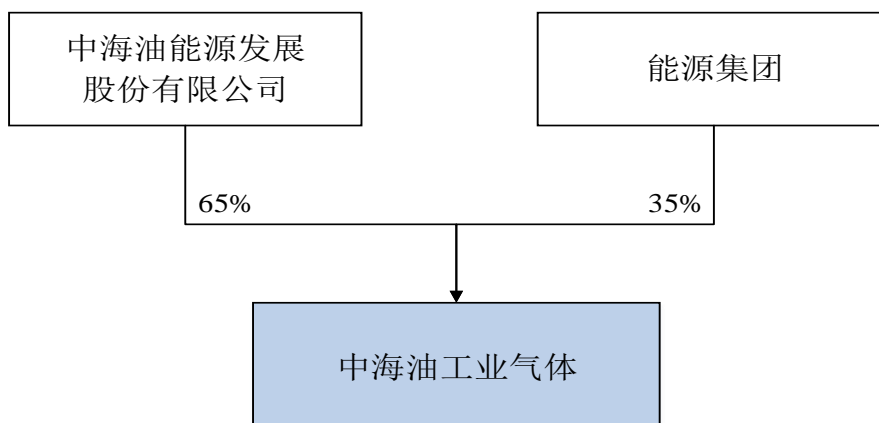 中海油能源发展
股份有限公司
能源集团
65%
35%
中海油工业气体